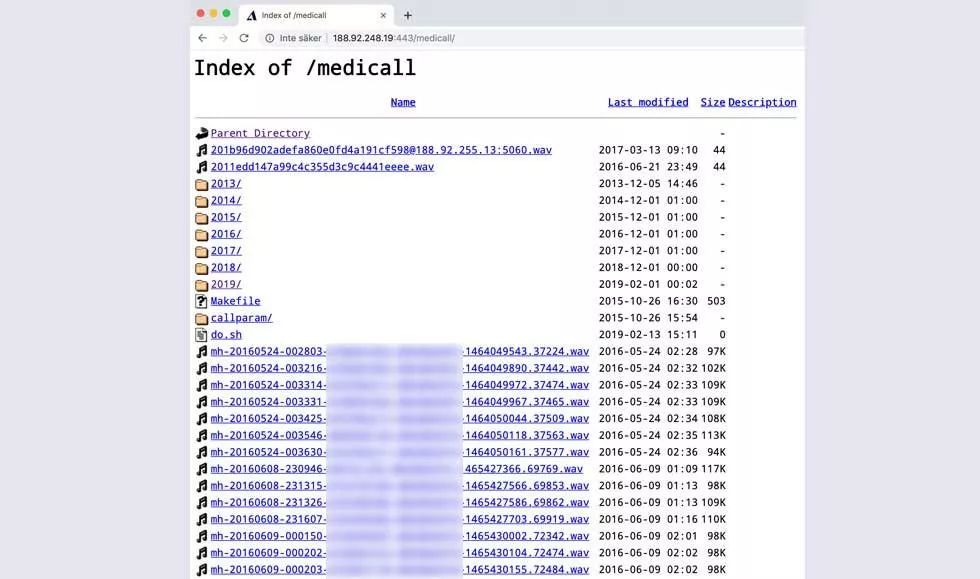 Index of /medicall
Inte säker 188.92.248.19:443/medicall/
Index of /medicall
Name Last modified Size Description
Parent Directory -
201b96d902adefa860e0fd4a191cf598@188.92.255.13:5060.wav 2017-03-13 09:10 44
2011edd147a99c4c355d3c9c4441eeee.wav 2016-06-21 23:49 44
2013/ 2013-12-05 14:46 -
2014/ 2014-12-01 01:00 -
2015/ 2015-12-01 01:00 -
2016/ 2016-12-01 01:00 -
2017/ 2017-12-01 01:00 -
2018/ 2018-12-01 00:00 -
2019/ 2019-02-01 00:02 -
Makefile 2015-10-26 16:30 503
callparam/ 2015-10-26 15:54 -
do.sh 2019-02-13 15:11 0
mh-20160524-002803- -1464049543.37224.wav 2016-05-24 02:28 97K
mh-20160524-003216- -1464049890.37442.wav 2016-05-24 02:32 102K
mh-20160524-003314- -1464049972.37474.wav 2016-05-24 02:33 109K
mh-20160524-003331- -1464049967.37465.wav 2016-05-24 02:33 109K
mh-20160524-003425- -1464050044.37509.wav 2016-05-24 02:34 108K
mh-20160524-003546- -1464050118.37563.wav 2016-05-24 02:35 113K
mh-20160524-003630- -1464050161.37577.wav 2016-05-24 02:36 94K
mh-20160608-230946- 465427366.69769.wav 2016-06-09 01:09 117K
mh-20160608-231315- -1465427566.69853.wav 2016-06-09 01:13 98K
mh-20160608-231326- -1465427586.69862.wav 2016-06-09 01:13 109K
mh-20160608-231607- -1465427703.69919.wav 2016-06-09 01:16 110K
mh-20160609-000150- -1465430002.72342.wav 2016-06-09 02:01 98K
mh-20160609-000202- -1465430104.72474.wav 2016-06-09 02:02 98K
mh-20160609-000203- -1465430155.72484.wav 2016-06-09 02:02 98K